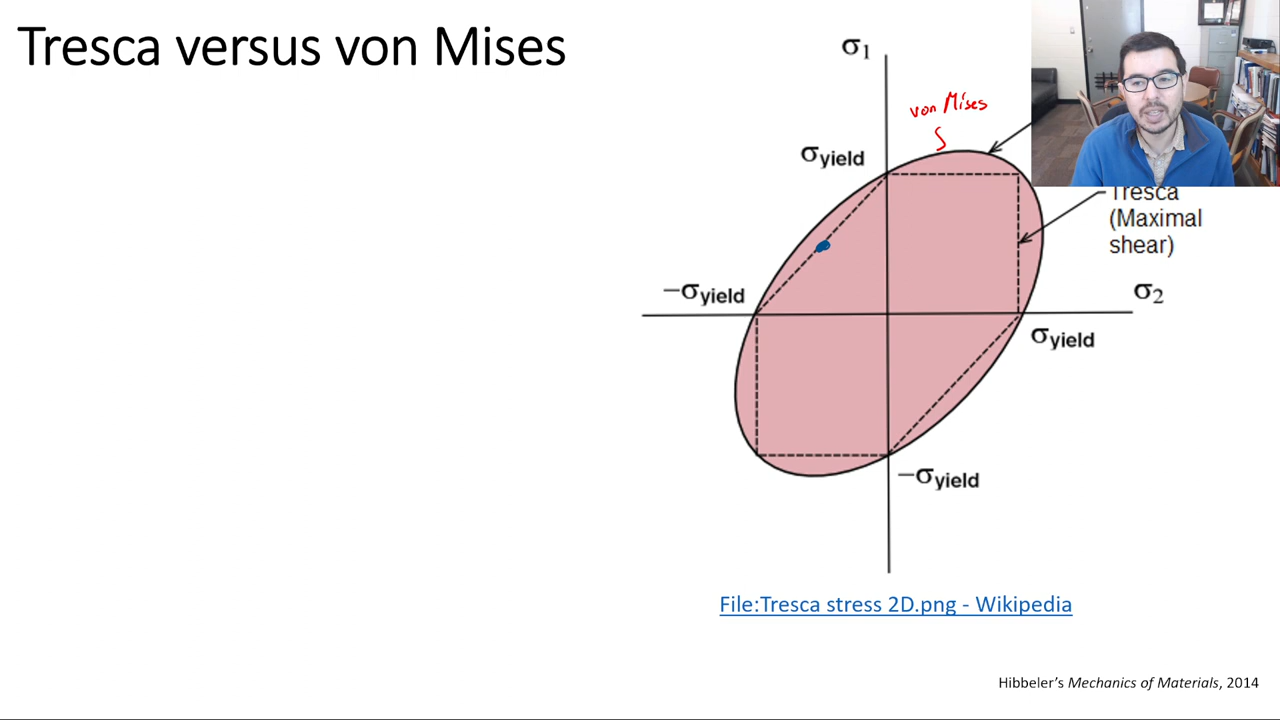 Tresca versus von Mises
σ1
von Mises
σyield
Tresca
(Maximal
shear)
−σyield
σ2
σyield
−σyield
File:Tresca stress 2D.png - Wikipedia
Hibbeler's Mechanics of Materials, 2014